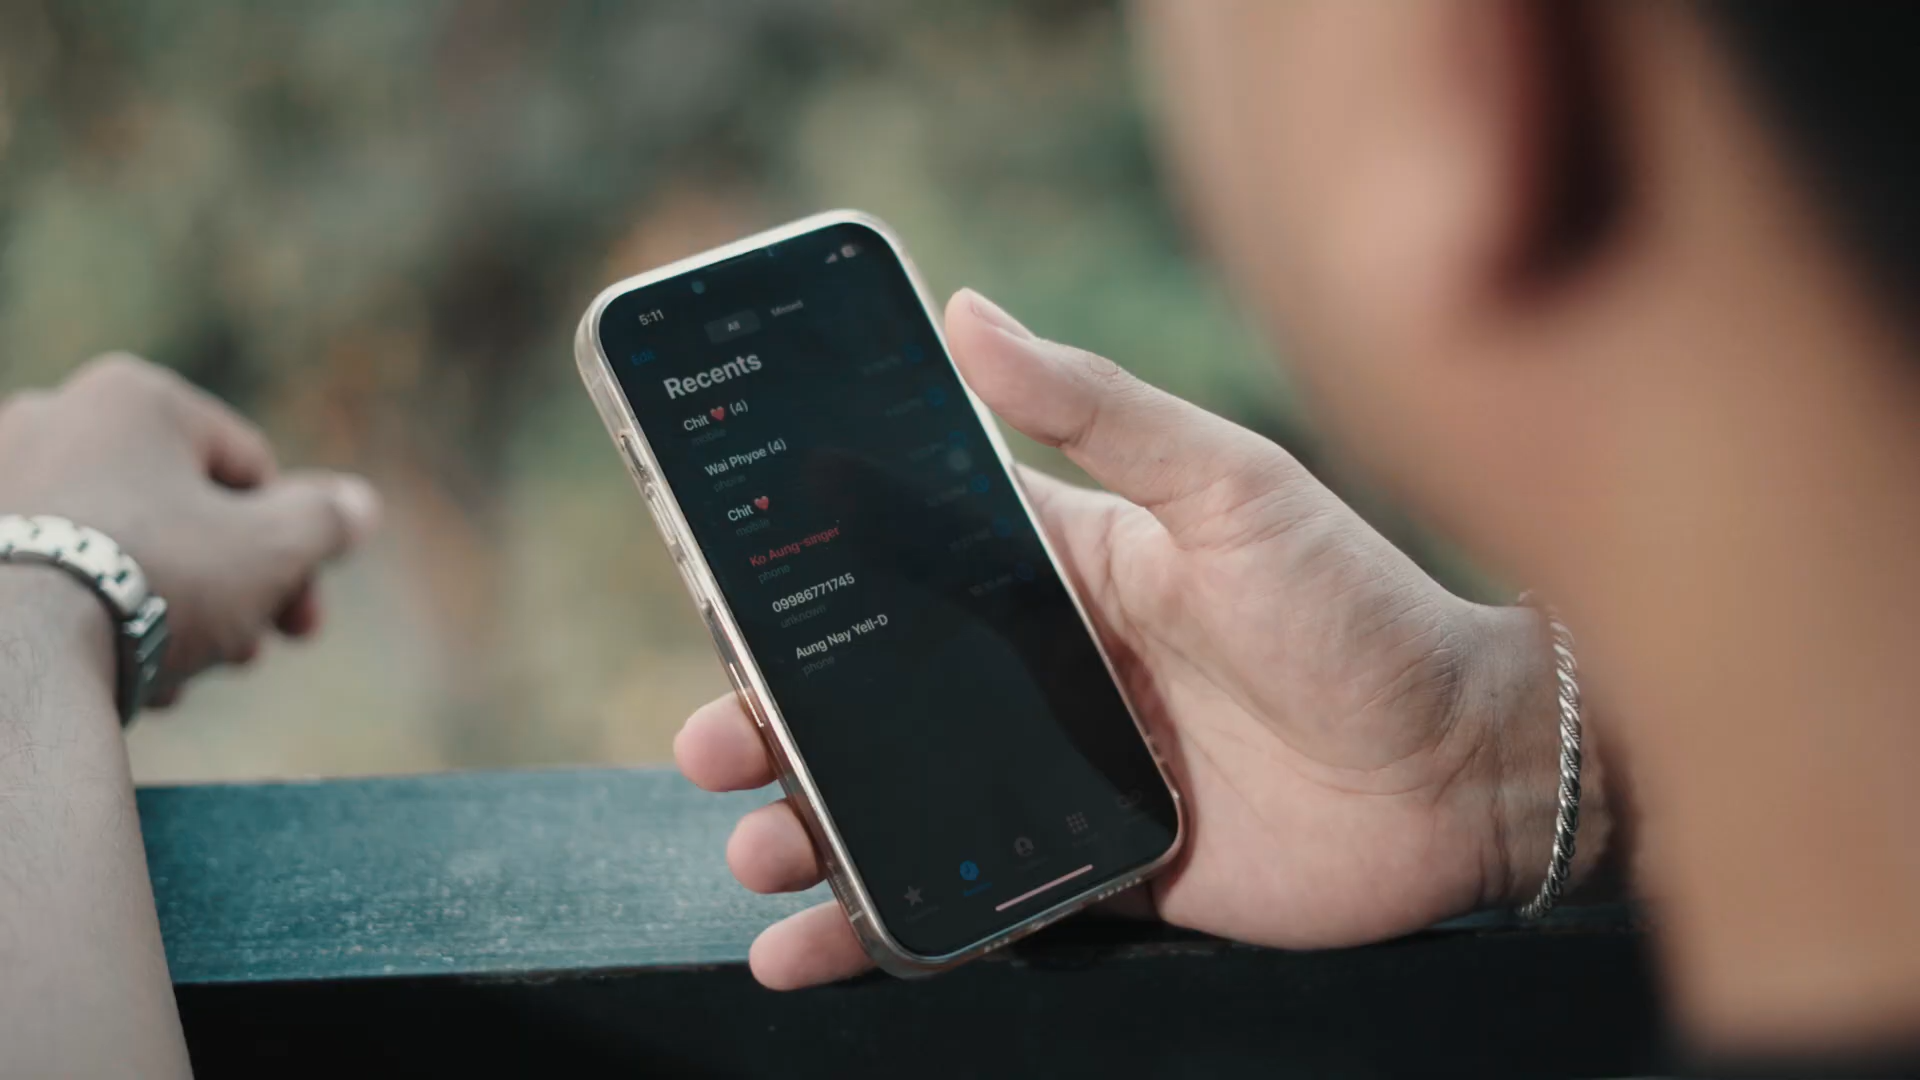 5:11
All Missed
Edit
Recents
Chit ❤️ (4)
mobile
Wai Phyoe (4)
phone
Chit ❤️
mobile
Ko Aung-singer
phone
09986771745
unknown
Aung Nay Yell-D
phone